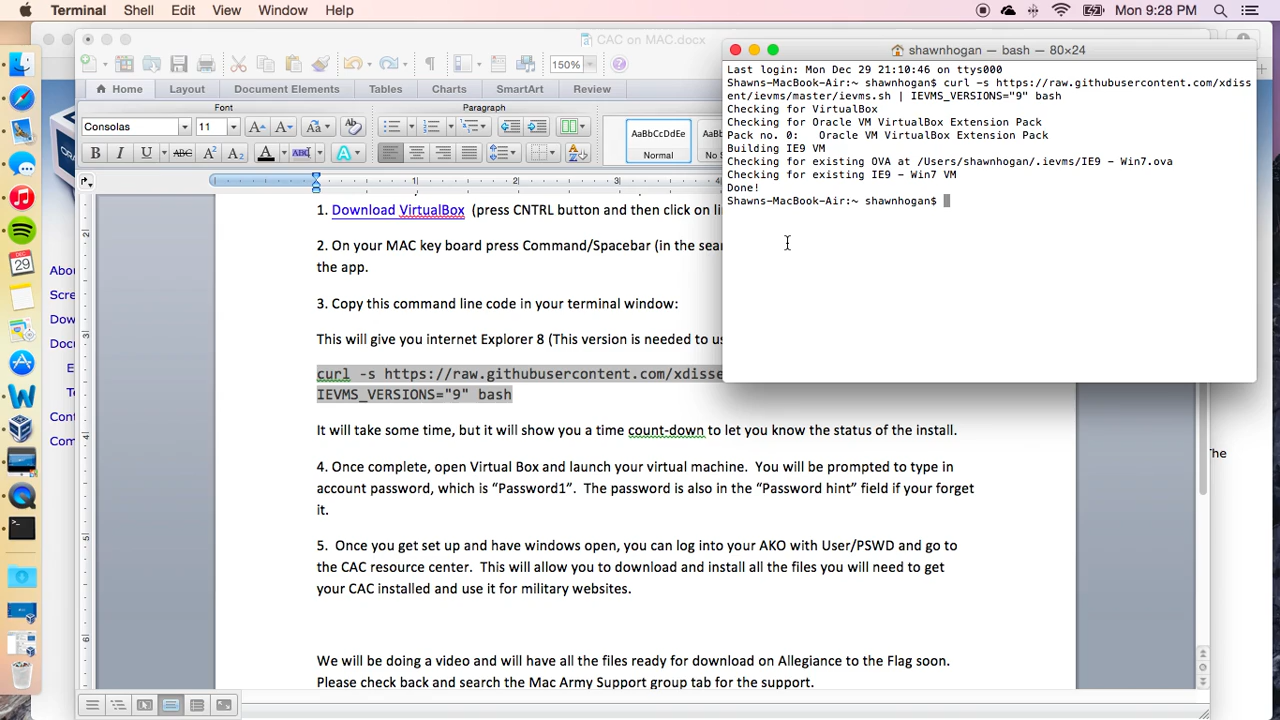 Terminal Shell Edit View Window Help
Mon 9:28 PM
CAC on MAC.docx
150%
Home Layout Document Elements Tables Charts SmartArt Review
Font Paragraph
Consolas 11
AaBbCcDdEe
Normal
1 2 3
1. Download VirtualBox (press CNTRL button and then click on
2. On your MAC key board press Command/Spacebar (in the
the app.
3. Copy this command line code in your terminal window:
This will give you internet Explorer 8 (This version is needed to
curl -s https://raw.githubusercontent.com/
IEVMS_VERSIONS="9" bash
It will take some time, but it will show you a time count-down to let you know the status of the install.
4. Once complete, open Virtual Box and launch your virtual machine. You will be prompted to type in
account password, which is “Password1”. The password is also in the “Password hint” field if your forget
it.
5. Once you get set up and have windows open, you can log into your AKO with User/PSWD and go to
the CAC resource center. This will allow you to download and install all the files you will need to get
your CAC installed and use it for military websites.
We will be doing a video and will have all the files ready for download on Allegiance to the Flag soon.
Please check back and search the Mac Army Support group tab for the support.
shawnhogan — bash — 80×24
Last login: Mon Dec 29 21:10:46 on ttys000
Shawns-MacBook-Air:~ shawnhogan$ curl -s https://raw.githubusercontent.com/xdiss
ent/ievms/master/ievms.sh | IEVMS_VERSIONS="9" bash
Checking for VirtualBox
Checking for Oracle VM VirtualBox Extension Pack
Pack no. 0: Oracle VM VirtualBox Extension Pack
Building IE9 VM
Checking for existing OVA at /Users/shawnhogan/.ievms/IE9 - Win7.ova
Checking for existing IE9 - Win7 VM
Done!
Shawns-MacBook-Air:~ shawnhogan$
The